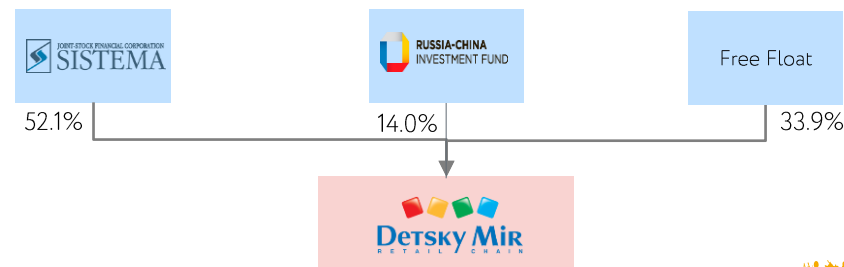 JOINT-STOCK FINANCIAL CORPORATION
SISTEMA
RUSSIA-CHINA
INVESTMENT FUND
Free Float
52.1%
14.0%
33.9%
DETSKY MIR
RETAIL CHAIN